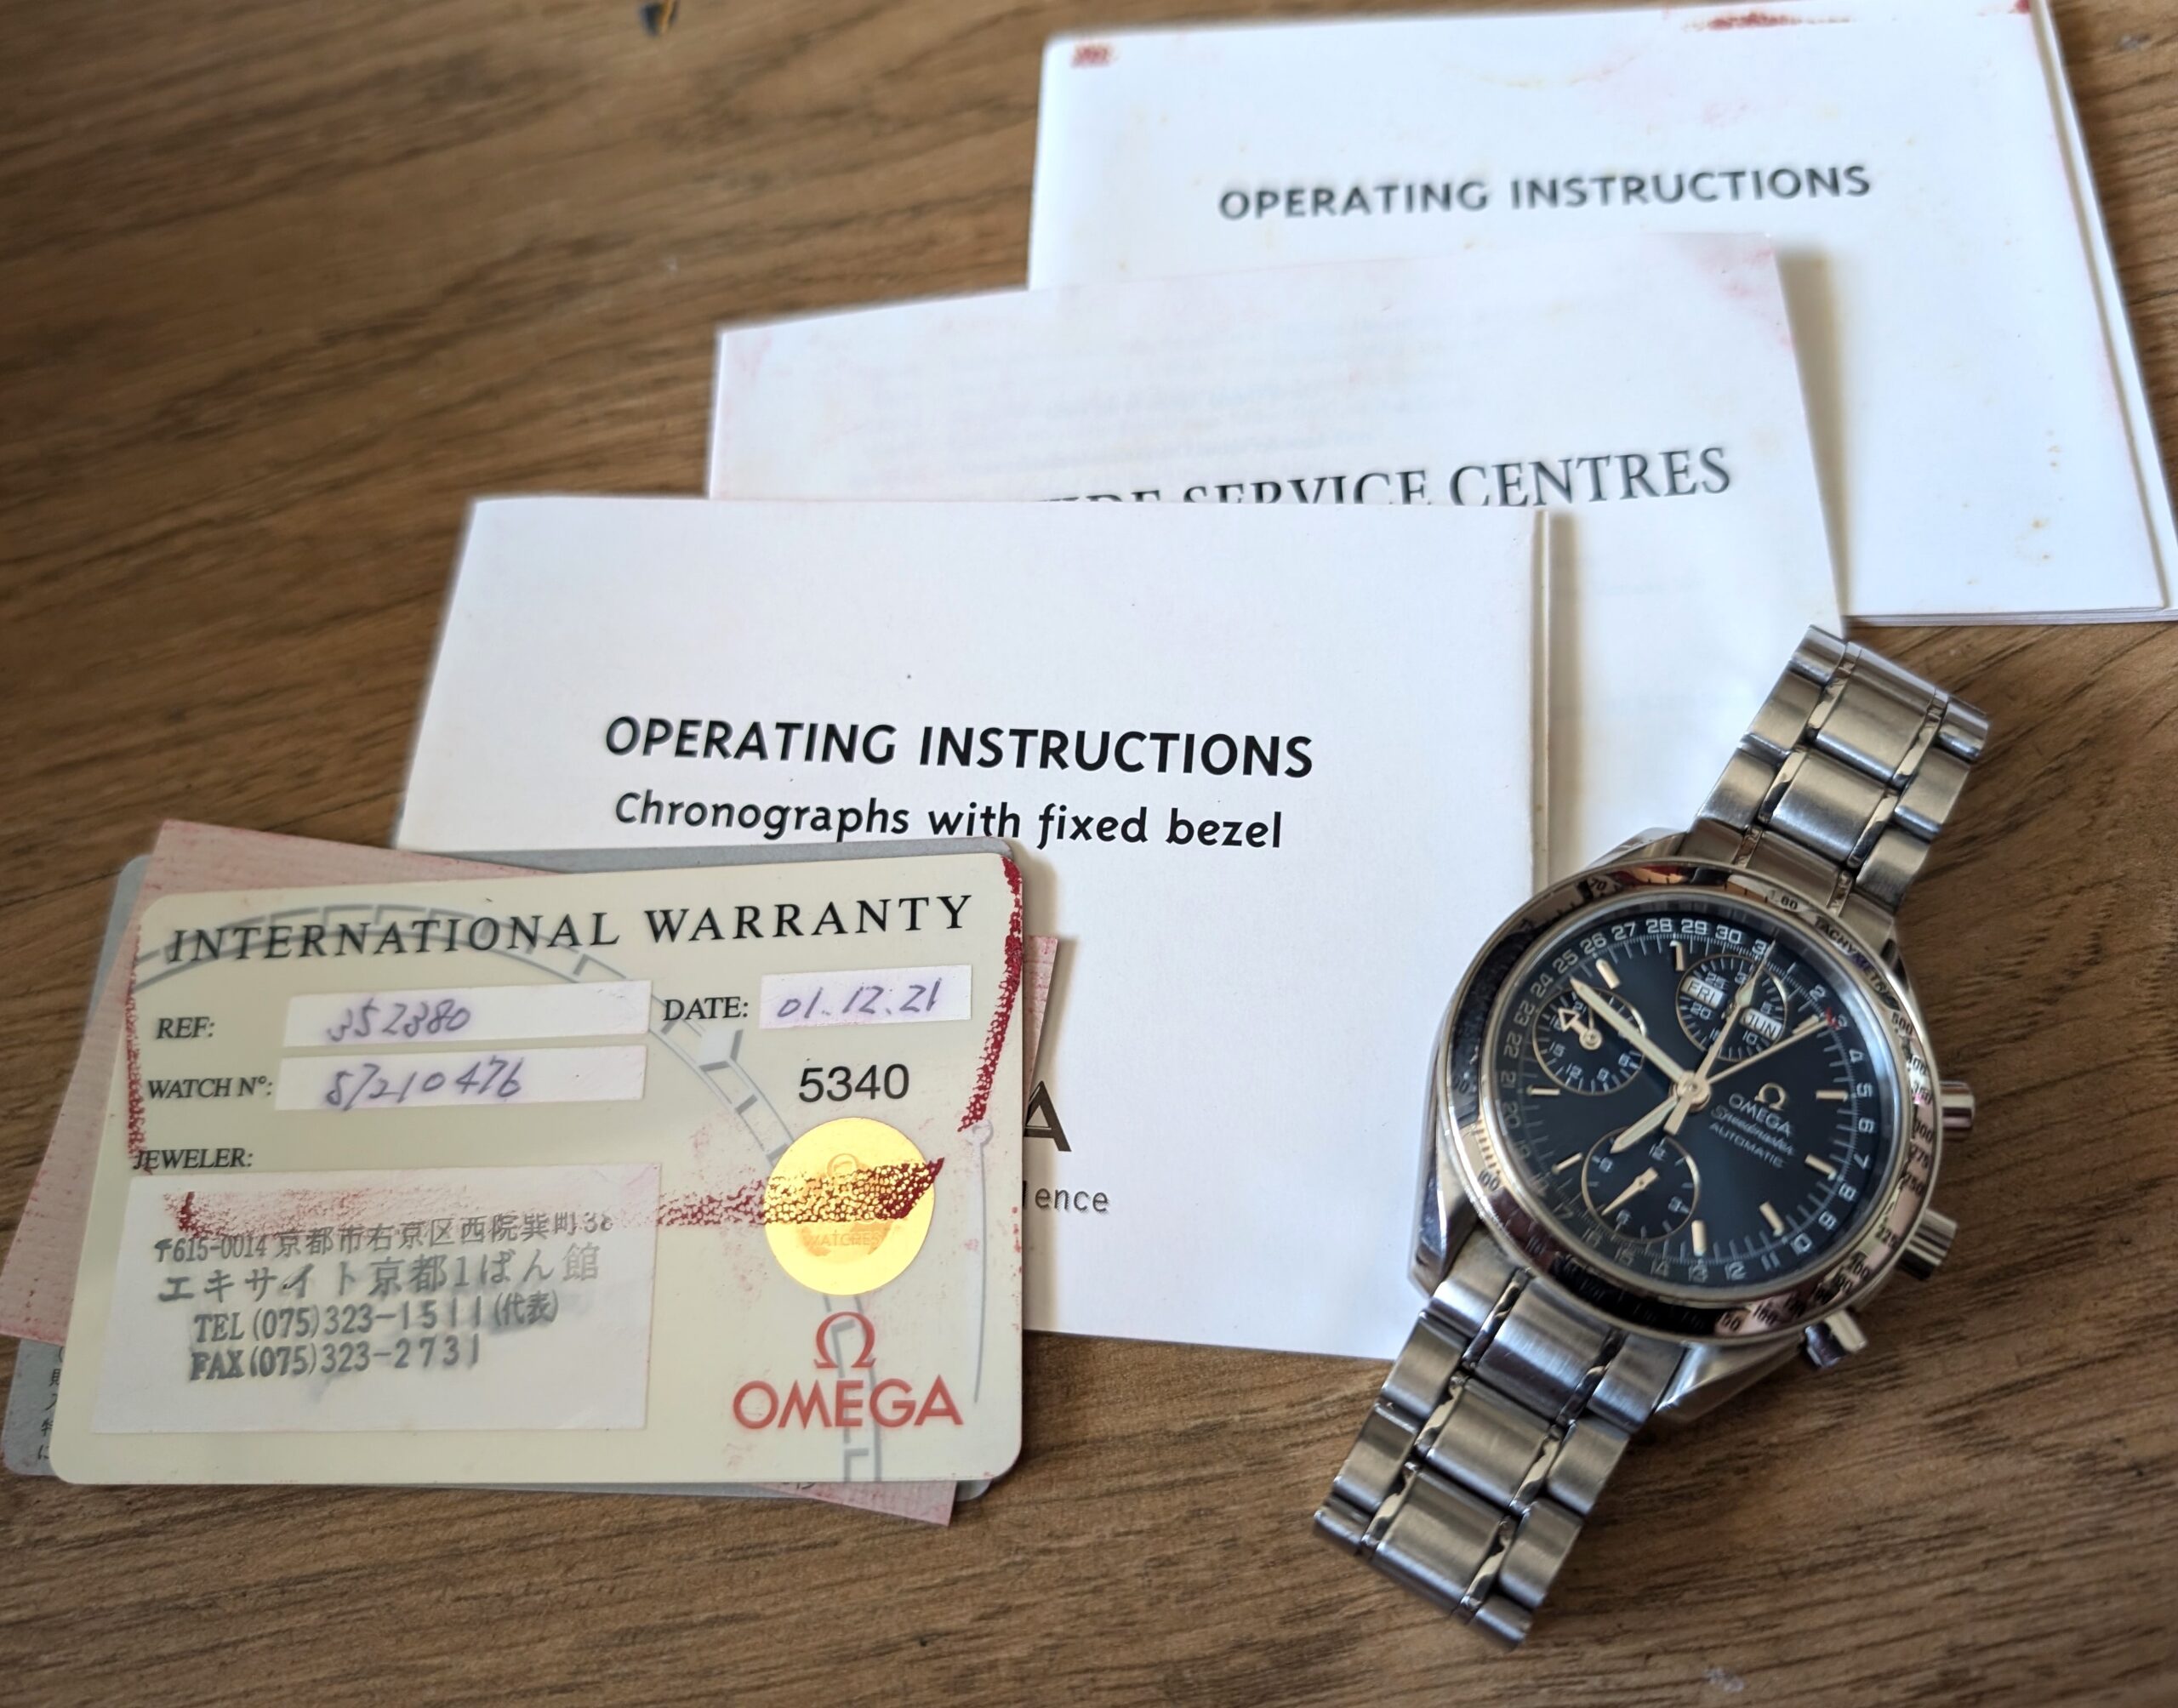 OPERATING INSTRUCTIONS
SERVICE CENTRES
OPERATING INSTRUCTIONS
Chronographs with fixed bezel
INTERNATIONAL WARRANTY
REF: 352380 DATE: 01.12.21
WATCH Nº: 57210476
5340
JEWELER:
〒615-0014 京都市右京区西院巽町38
エキサイト京都1ばん館
TEL (075)323-1511(代表)
FAX (075)323-2731
Ω
OMEGA
TACHYMETRE
FRI
JUN
Ω
OMEGA
Speedmaster
AUTOMATIC